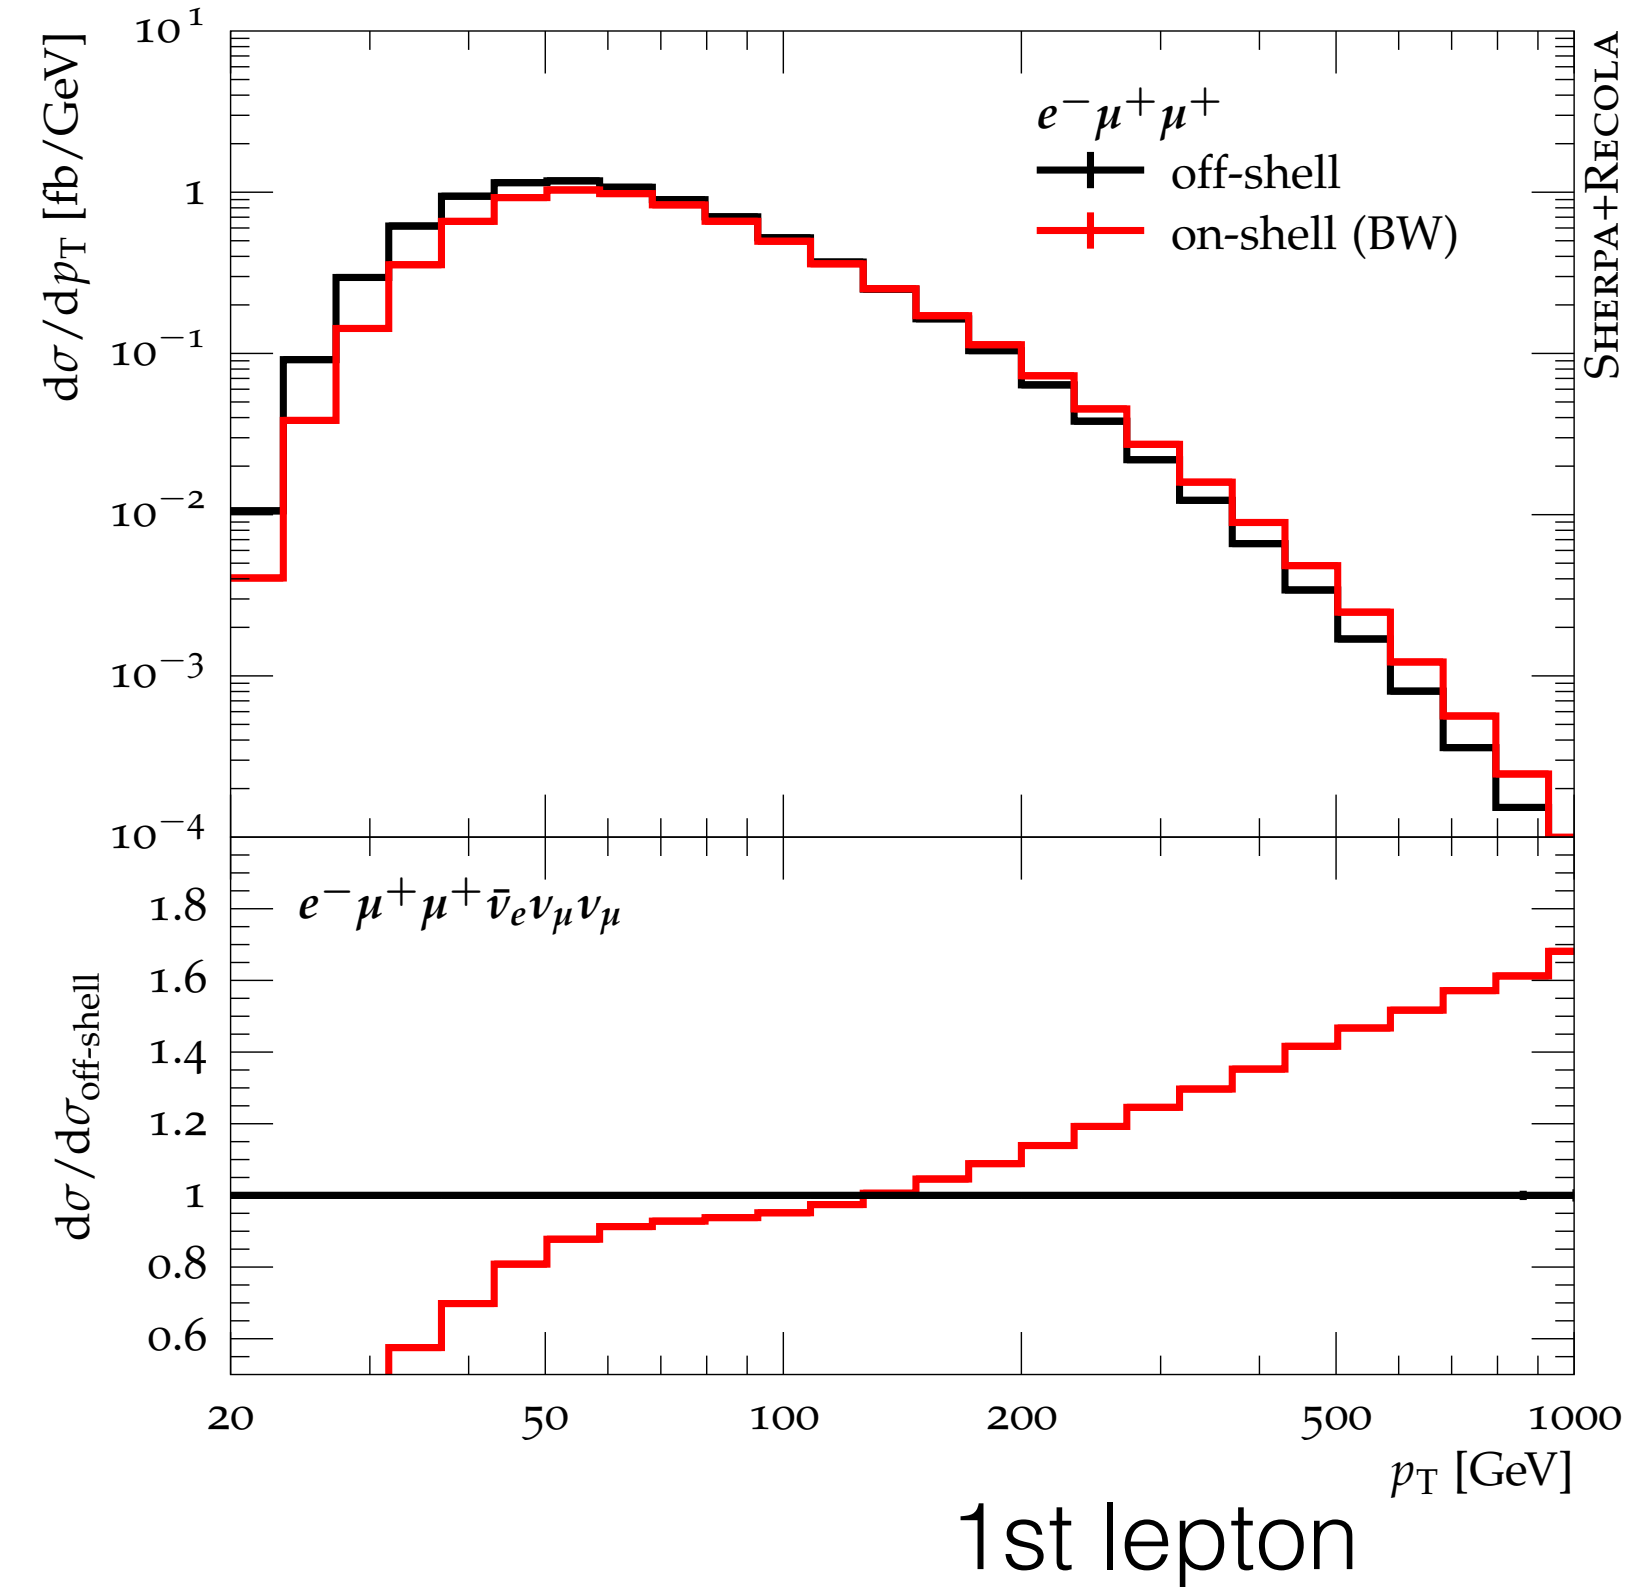 dσ/dp_T [fb/GeV]
10^1
1
10^−1
10^−2
10^−3
10^−4
e^−μ^+μ^+
off-shell
on-shell (BW)
SHERPA+RECOLA
dσ/dσ_off-shell
e^−μ^+μ^+ν̄_eν_μν_μ
1.8
1.6
1.4
1.2
1
0.8
0.6
20 50 100 200 500 1000
p_T [GeV]
1st lepton